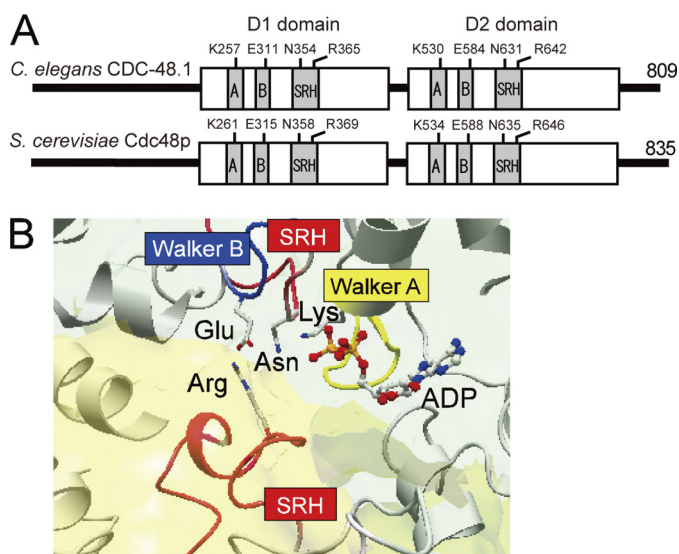 A
D1 domain
D2 domain
K257 E311 N354 R365
K530 E584 N631 R642
C. elegans CDC-48.1
A B SRH
A B SRH
809
K261 E315 N358 R369
K534 E588 N635 R646
S. cerevisiae Cdc48p
A B SRH
A B SRH
835
B
Walker B
SRH
Walker A
Lys
Glu
Asn
Arg
ADP
SRH